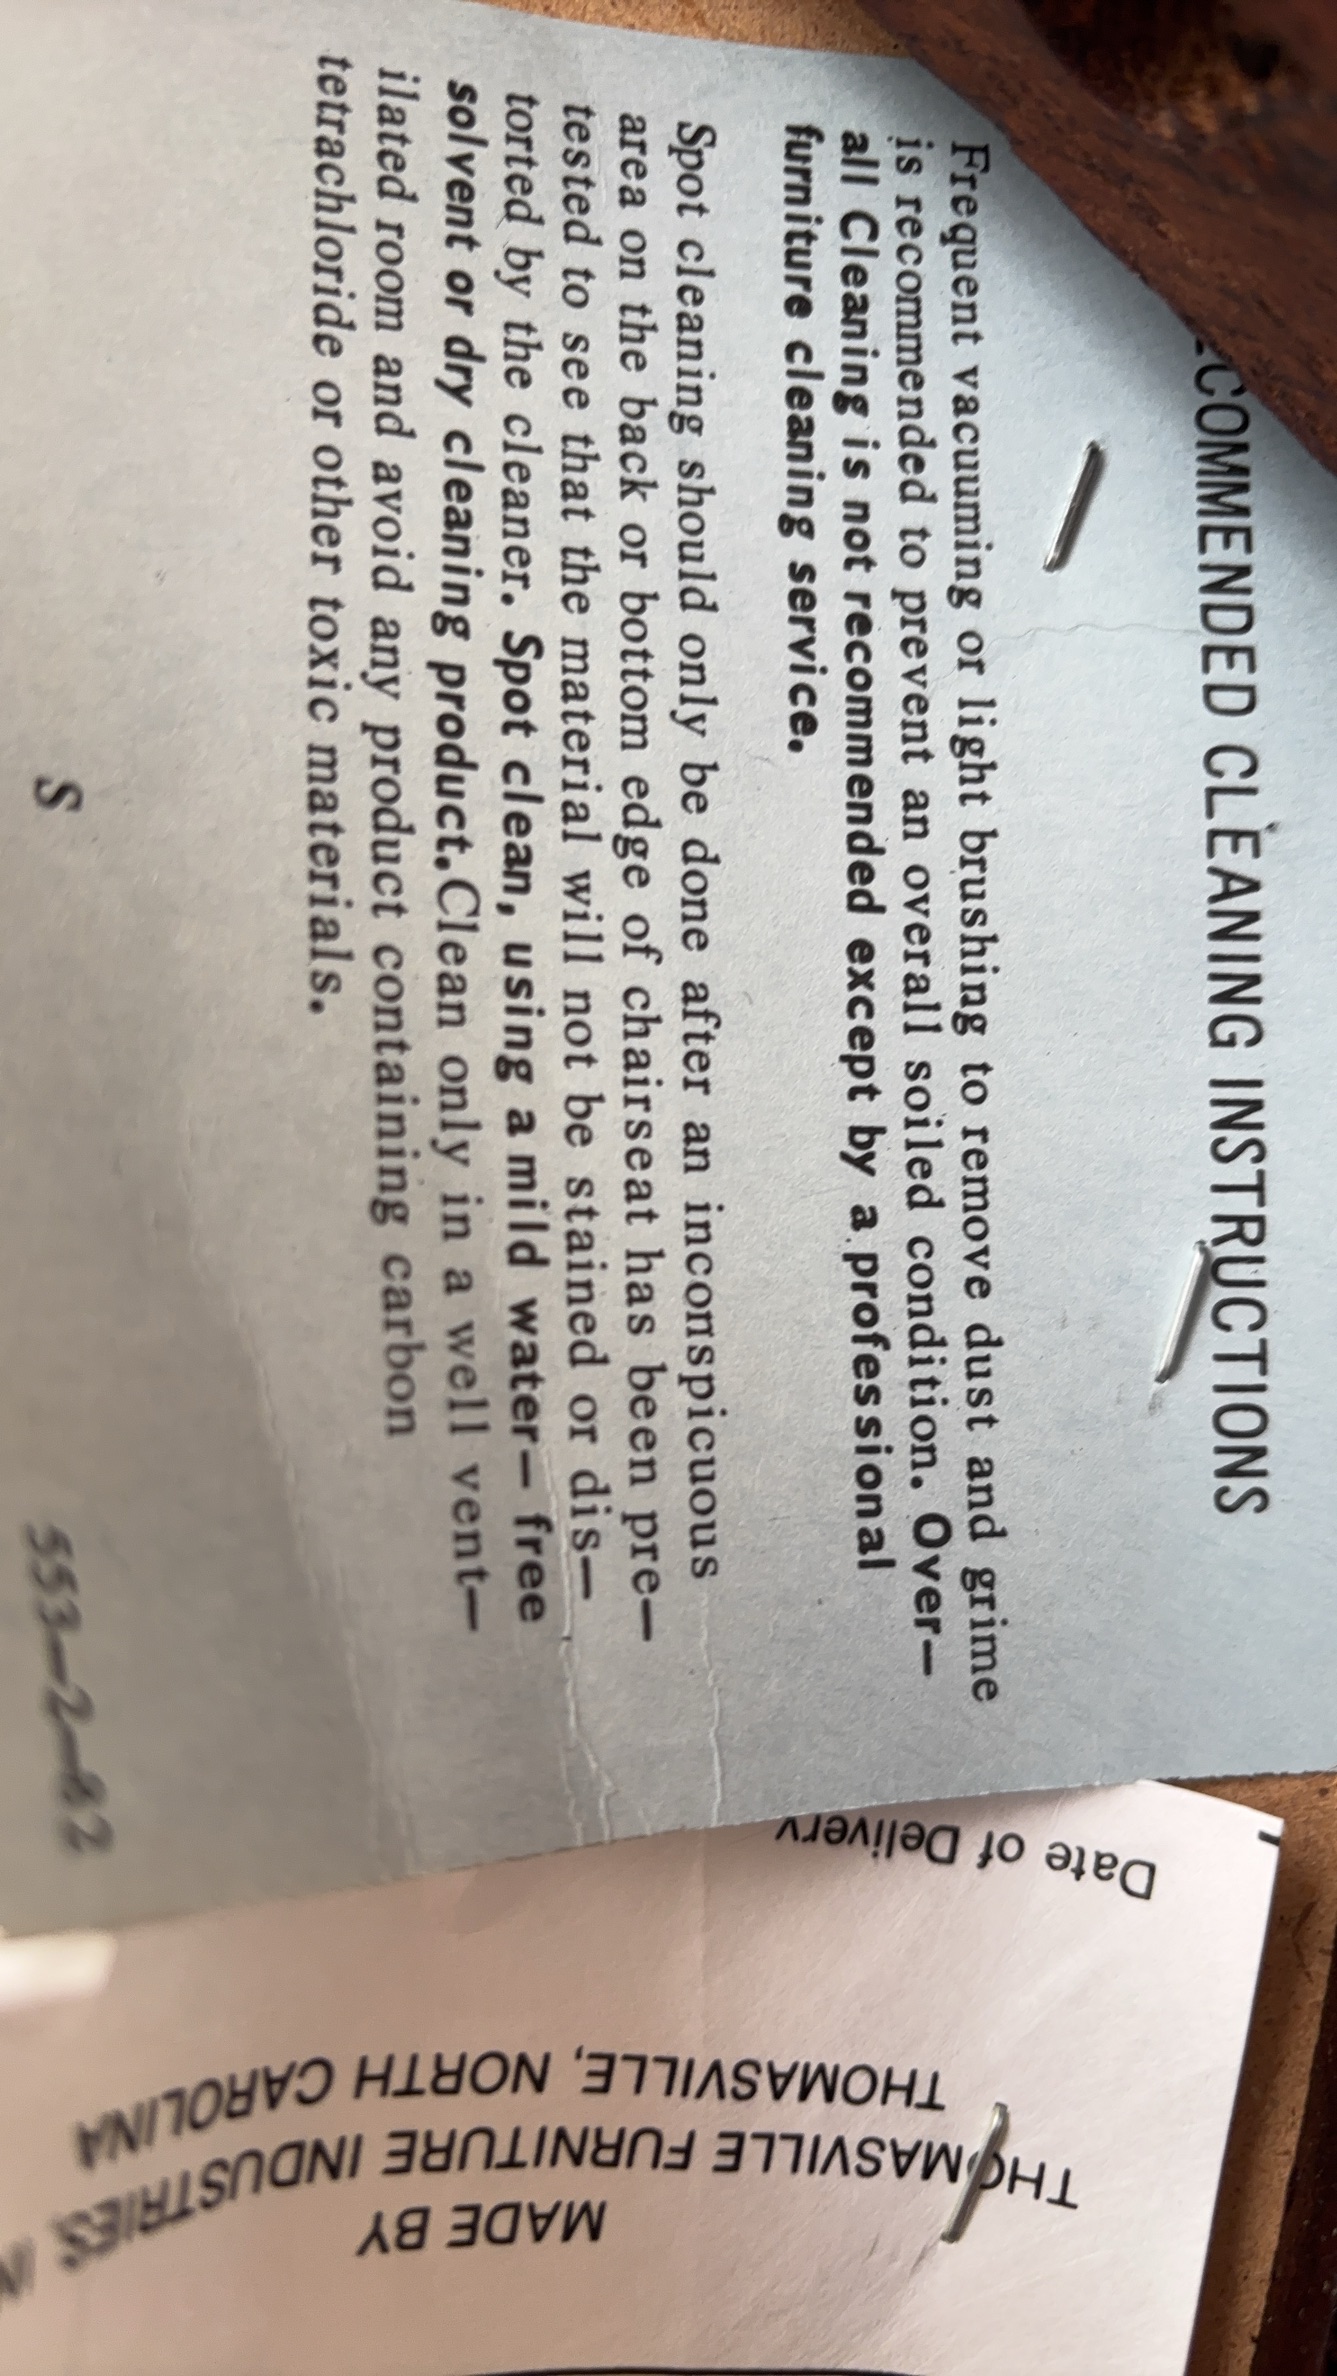 COMMENDED CLEANING INSTRUCTIONS
Frequent vacuuming or light brushing to remove dust and grime
is recommended to prevent an overall soiled condition. Over—
all Cleaning is not recommended except by a professional
furniture cleaning service.
Spot cleaning should only be done after an inconspicuous
area on the back or bottom edge of chairseat has been pre—
tested to see that the material will not be stained or dis—
torted by the cleaner. Spot clean, using a mild water— free
solvent or dry cleaning product. Clean only in a well vent—
ilated room and avoid any product containing carbon
tetrachloride or other toxic materials.
S
553—2—82
MADE BY
THOMASVILLE FURNITURE INDUSTRIES,
THOMASVILLE, NORTH CAROLINA
Date of Delivery